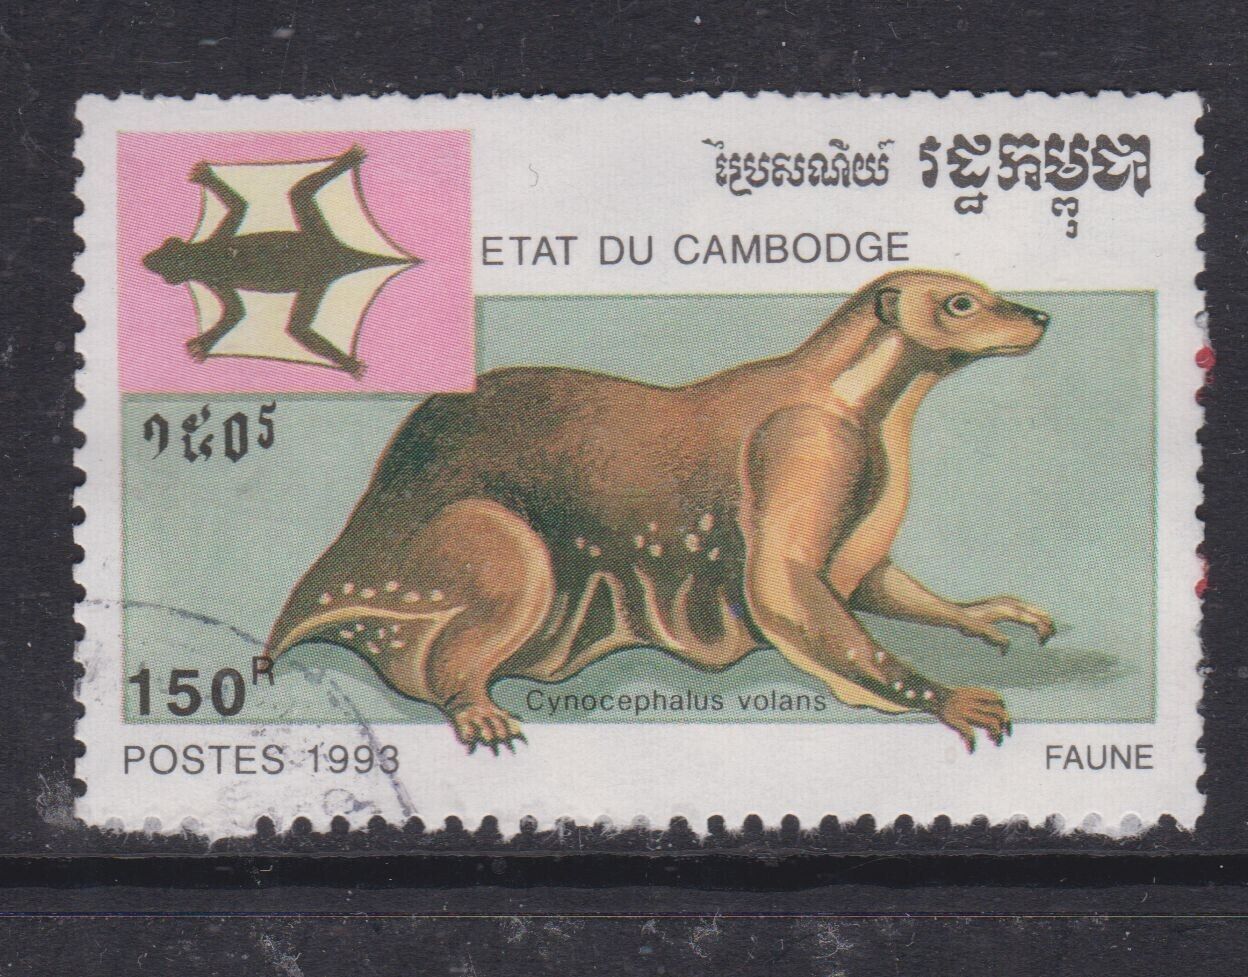 ប្រៃសណីយ៍ រដ្ឋកម្ពុជា
ETAT DU CAMBODGE
១៥០៛
150R
Cynocephalus volans
POSTES 1993
FAUNE